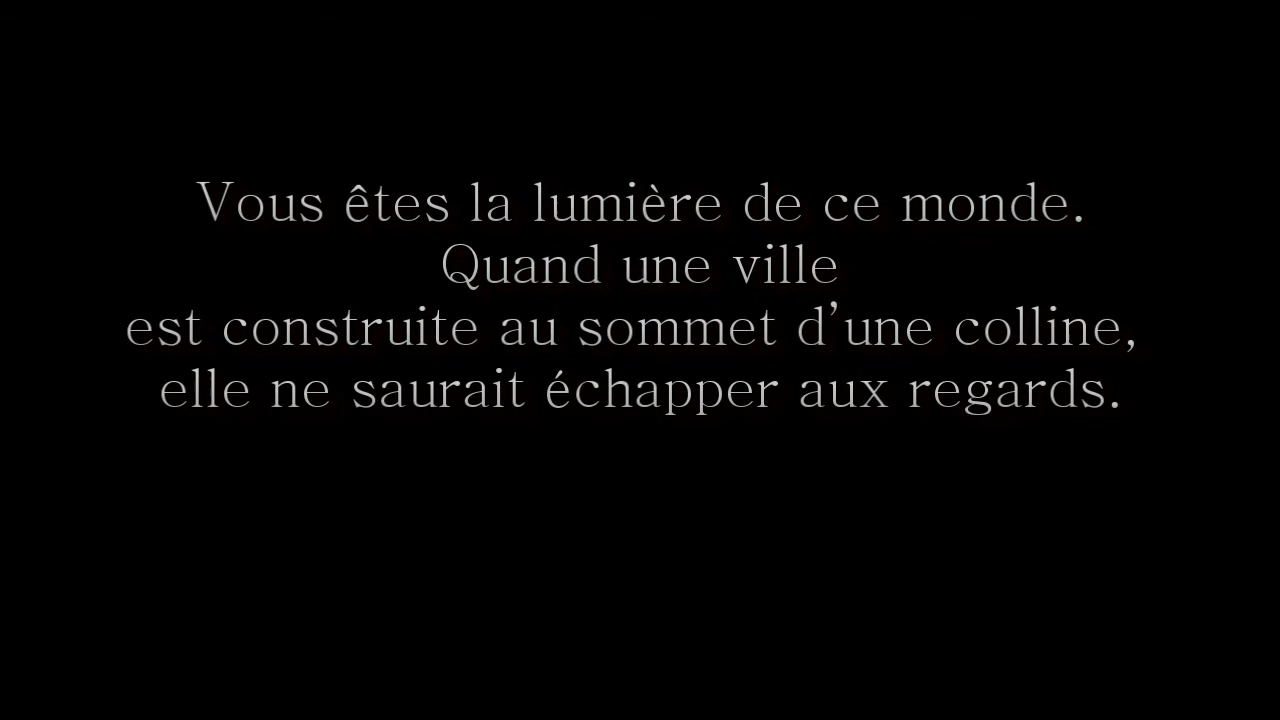 Vous êtes la lumière de ce monde.
Quand une ville
est construite au sommet d’une colline,
elle ne saurait échapper aux regards.